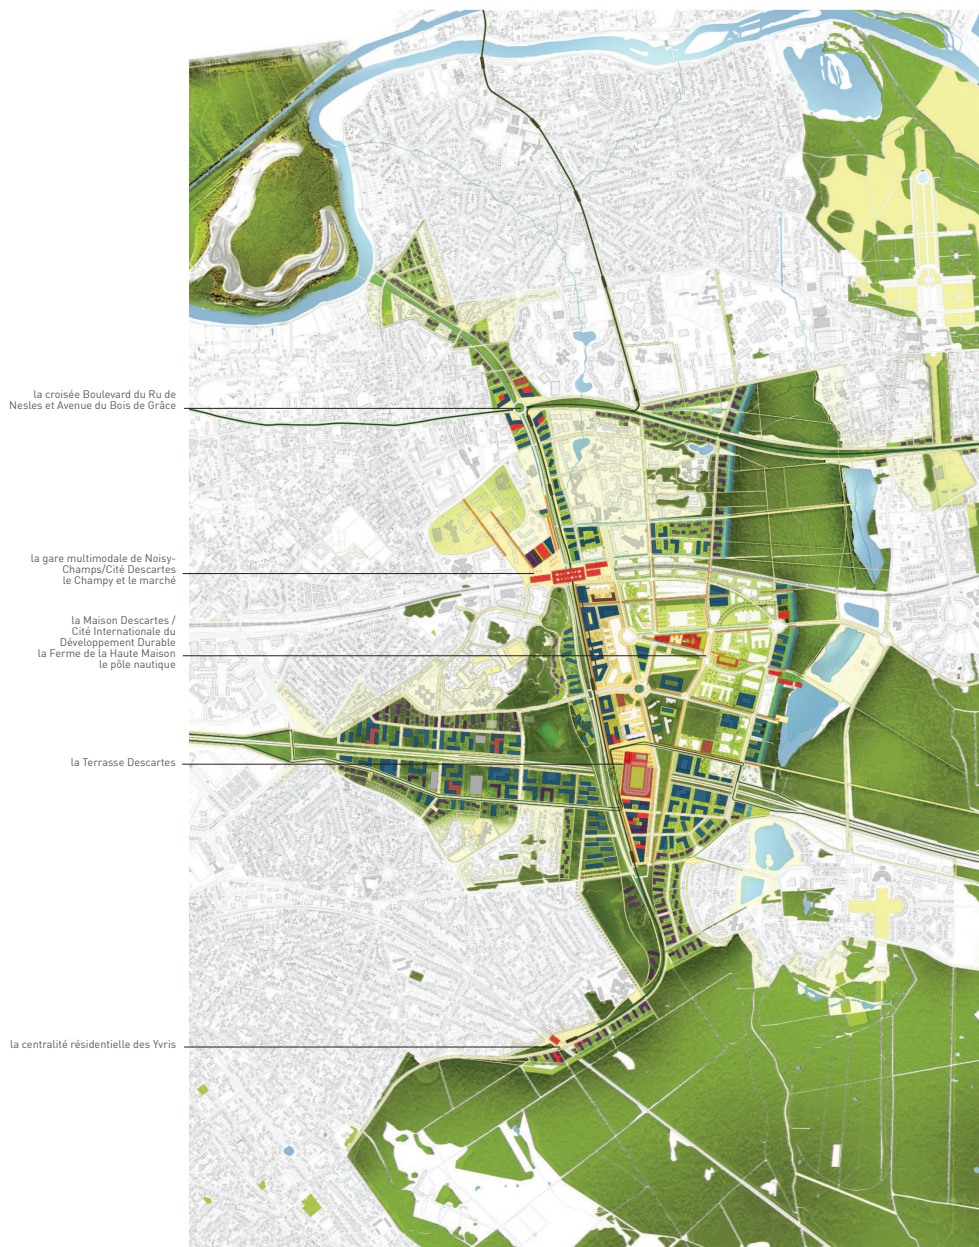 la croisée Boulevard du Ru de
Nesles et Avenue du Bois de Grâce
la gare multimodale de Noisy-
Champs/Cité Descartes
le Champy et le marché
la Maison Descartes /
Cité Internationale du
Développement Durable
la Ferme de la Haute Maison
le pôle nautique
la Terrasse Descartes
la centralité résidentielle des Yvris